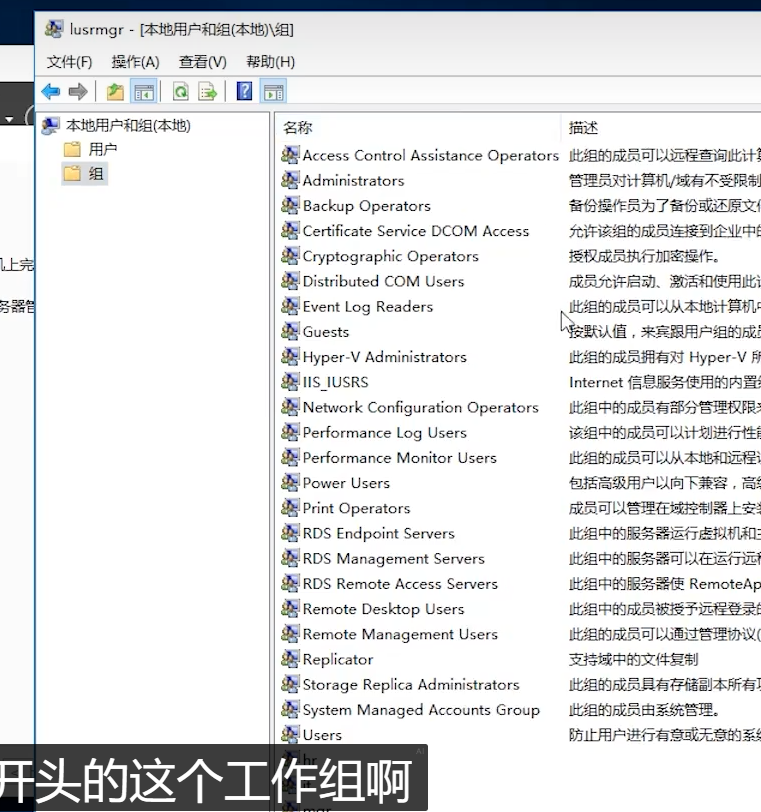 lusrmgr - [本地用户和组(本地)\组]
文件(F) 操作(A) 查看(V) 帮助(H)
本地用户和组(本地)
用户
组
名称 描述
Access Control Assistance Operators 此组的成员可以远程查询此计
Administrators 管理员对计算机/域有不受限制
Backup Operators 备份操作员为了备份或还原文
Certificate Service DCOM Access 允许该组的成员连接到企业中
Cryptographic Operators 授权成员执行加密操作。
Distributed COM Users 成员允许启动、激活和使用此
Event Log Readers 此组的成员可以从本地计算机
Guests 按默认值，来宾跟用户组的成
Hyper-V Administrators 此组的成员拥有对 Hyper-V 所
IIS_IUSRS Internet 信息服务使用的内置
Network Configuration Operators 此组中的成员有部分管理权限
Performance Log Users 该组中的成员可以计划进行性
Performance Monitor Users 此组的成员可以从本地和远程
Power Users 包括高级用户以向下兼容，高
Print Operators 成员可以管理在域控制器上安
RDS Endpoint Servers 此组中的服务器运行虚拟机和
RDS Management Servers 此组中的服务器可以在运行远
RDS Remote Access Servers 此组中的服务器使 RemoteAp
Remote Desktop Users 此组中的成员被授予远程登录
Remote Management Users 此组的成员可以通过管理协议(
Replicator 支持域中的文件复制
Storage Replica Administrators 此组的成员具有存储副本所有
System Managed Accounts Group 此组的成员由系统管理。
Users 防止用户进行有意或无意的系
hr
上完
务器管
开头的这个工作组啊